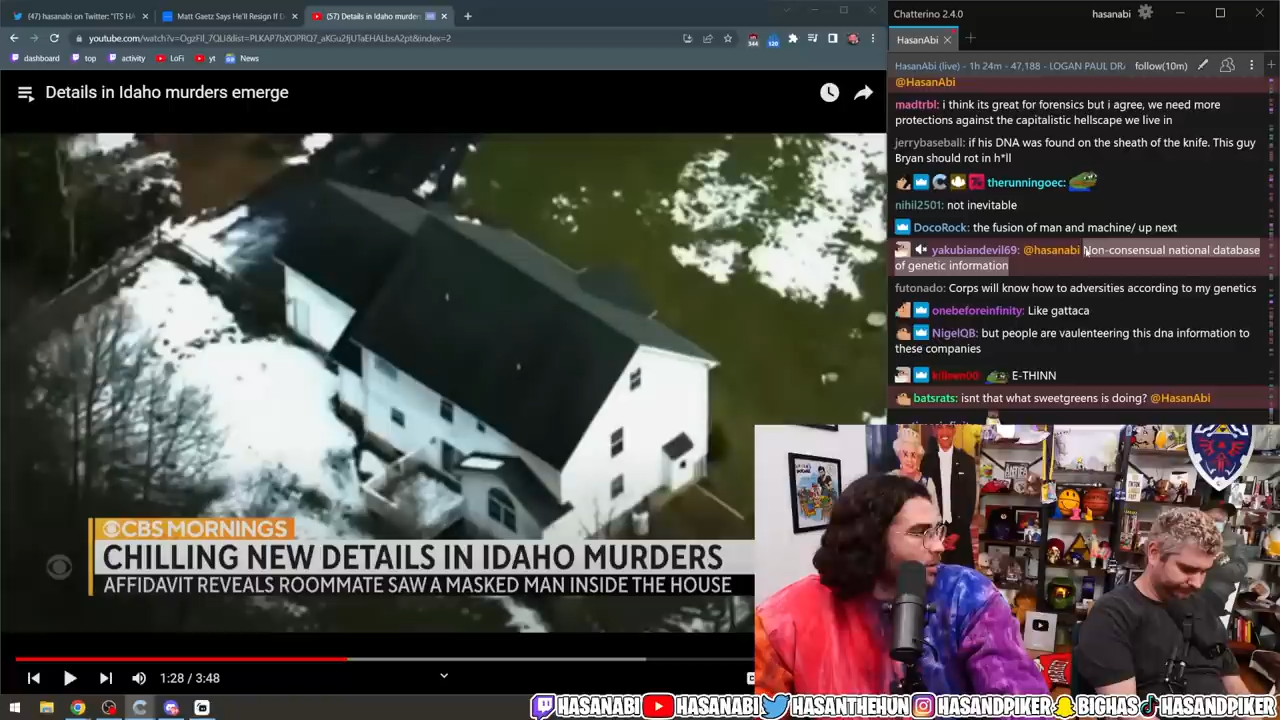 (47) hasanabi on Twitter: "ITS HA
Matt Gaetz Says He'll Resign If D
(57) Details in Idaho murder
youtube.com/watch?v=OgzFil_7QLI&list=PLKAP7bXOPRQ7_aKGu2fjUTaEHALbsA2pt&index=2
dashboard
top
activity
LoFi
yt
News
Details in Idaho murders emerge
CBS MORNINGS
CHILLING NEW DETAILS IN IDAHO MURDERS
AFFIDAVIT REVEALS ROOMMATE SAW A MASKED MAN INSIDE THE HOUSE
1:28 / 3:48
Chatterino 2.4.0
hasanabi
HasanAbi
HasanAbi (live) - 1h 24m - 47,188 - LOGAN PAUL DR
follow(10m)
@HasanAbi
madtrbl: i think its great for forensics but i agree, we need more
protections against the capitalistic hellscape we live in
jerrybaseball: if his DNA was found on the sheath of the knife. This guy
Bryan should rot in h*ll
therunningoec:
nihil2501: not inevitable
DocoRock: the fusion of man and machine/ up next
yakubiandevil69: @hasanabi Non-consensual national database
of genetic information
futonado: Corps will know how to adversities according to my genetics
onebeforeinfinity: Like gattaca
NigelQB: but people are vaulenteering this dna information to
these companies
killeen00: E-THINN
batsrats: isnt that what sweetgreens is doing? @HasanAbi
ANTIFA
HASANABI
HASANABI
HASANTHEHUN
HASANDPIKER
BIGHAS
HASANDPIKER